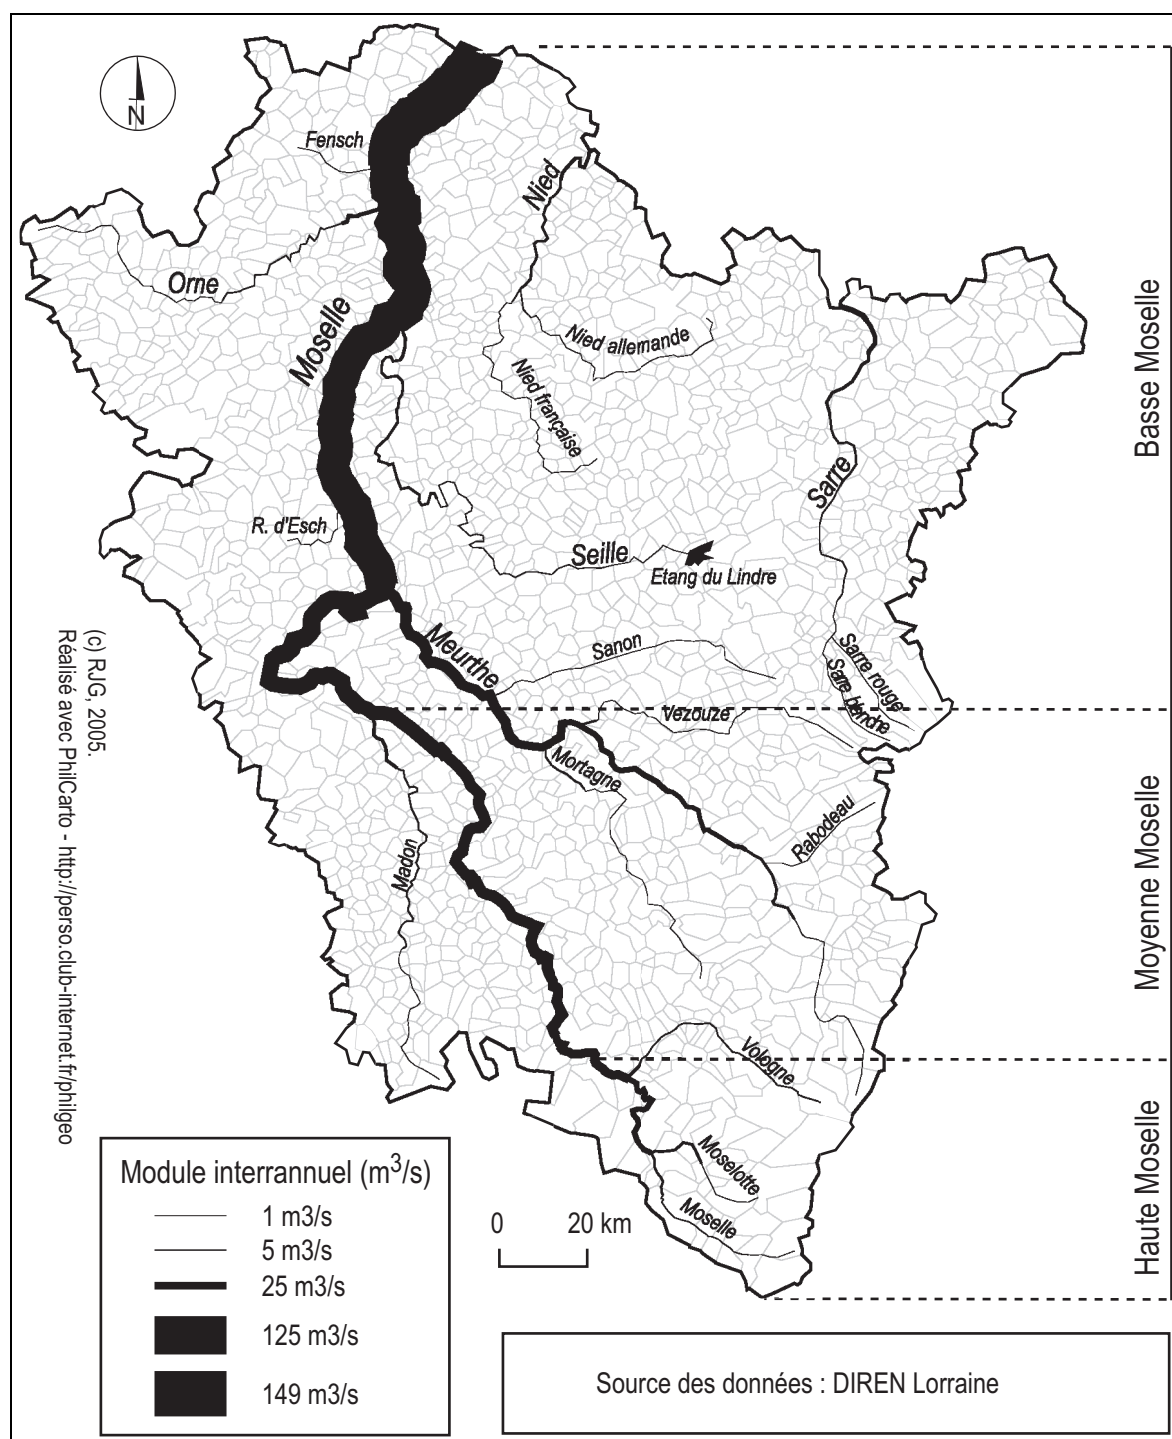 N
Fensch
Nied
Orne
Moselle
Nied allemande
Nied française
Sarre
R. d'Esch
Seille
Etang du Lindre
Meurthe
Sanon
Sarre rouge
Sarre blanche
Vezouze
Mortagne
Rabodeau
Madon
Vologne
Moselotte
Moselle
Basse Moselle
Moyenne Moselle
Haute Moselle
(c) RJG, 2005.
Réalisé avec PhilCarto - http://perso.club-internet.fr/philgeo
Module interrannuel (m3/s)
1 m3/s
5 m3/s
25 m3/s
125 m3/s
149 m3/s
0 20 km
Source des données : DIREN Lorraine